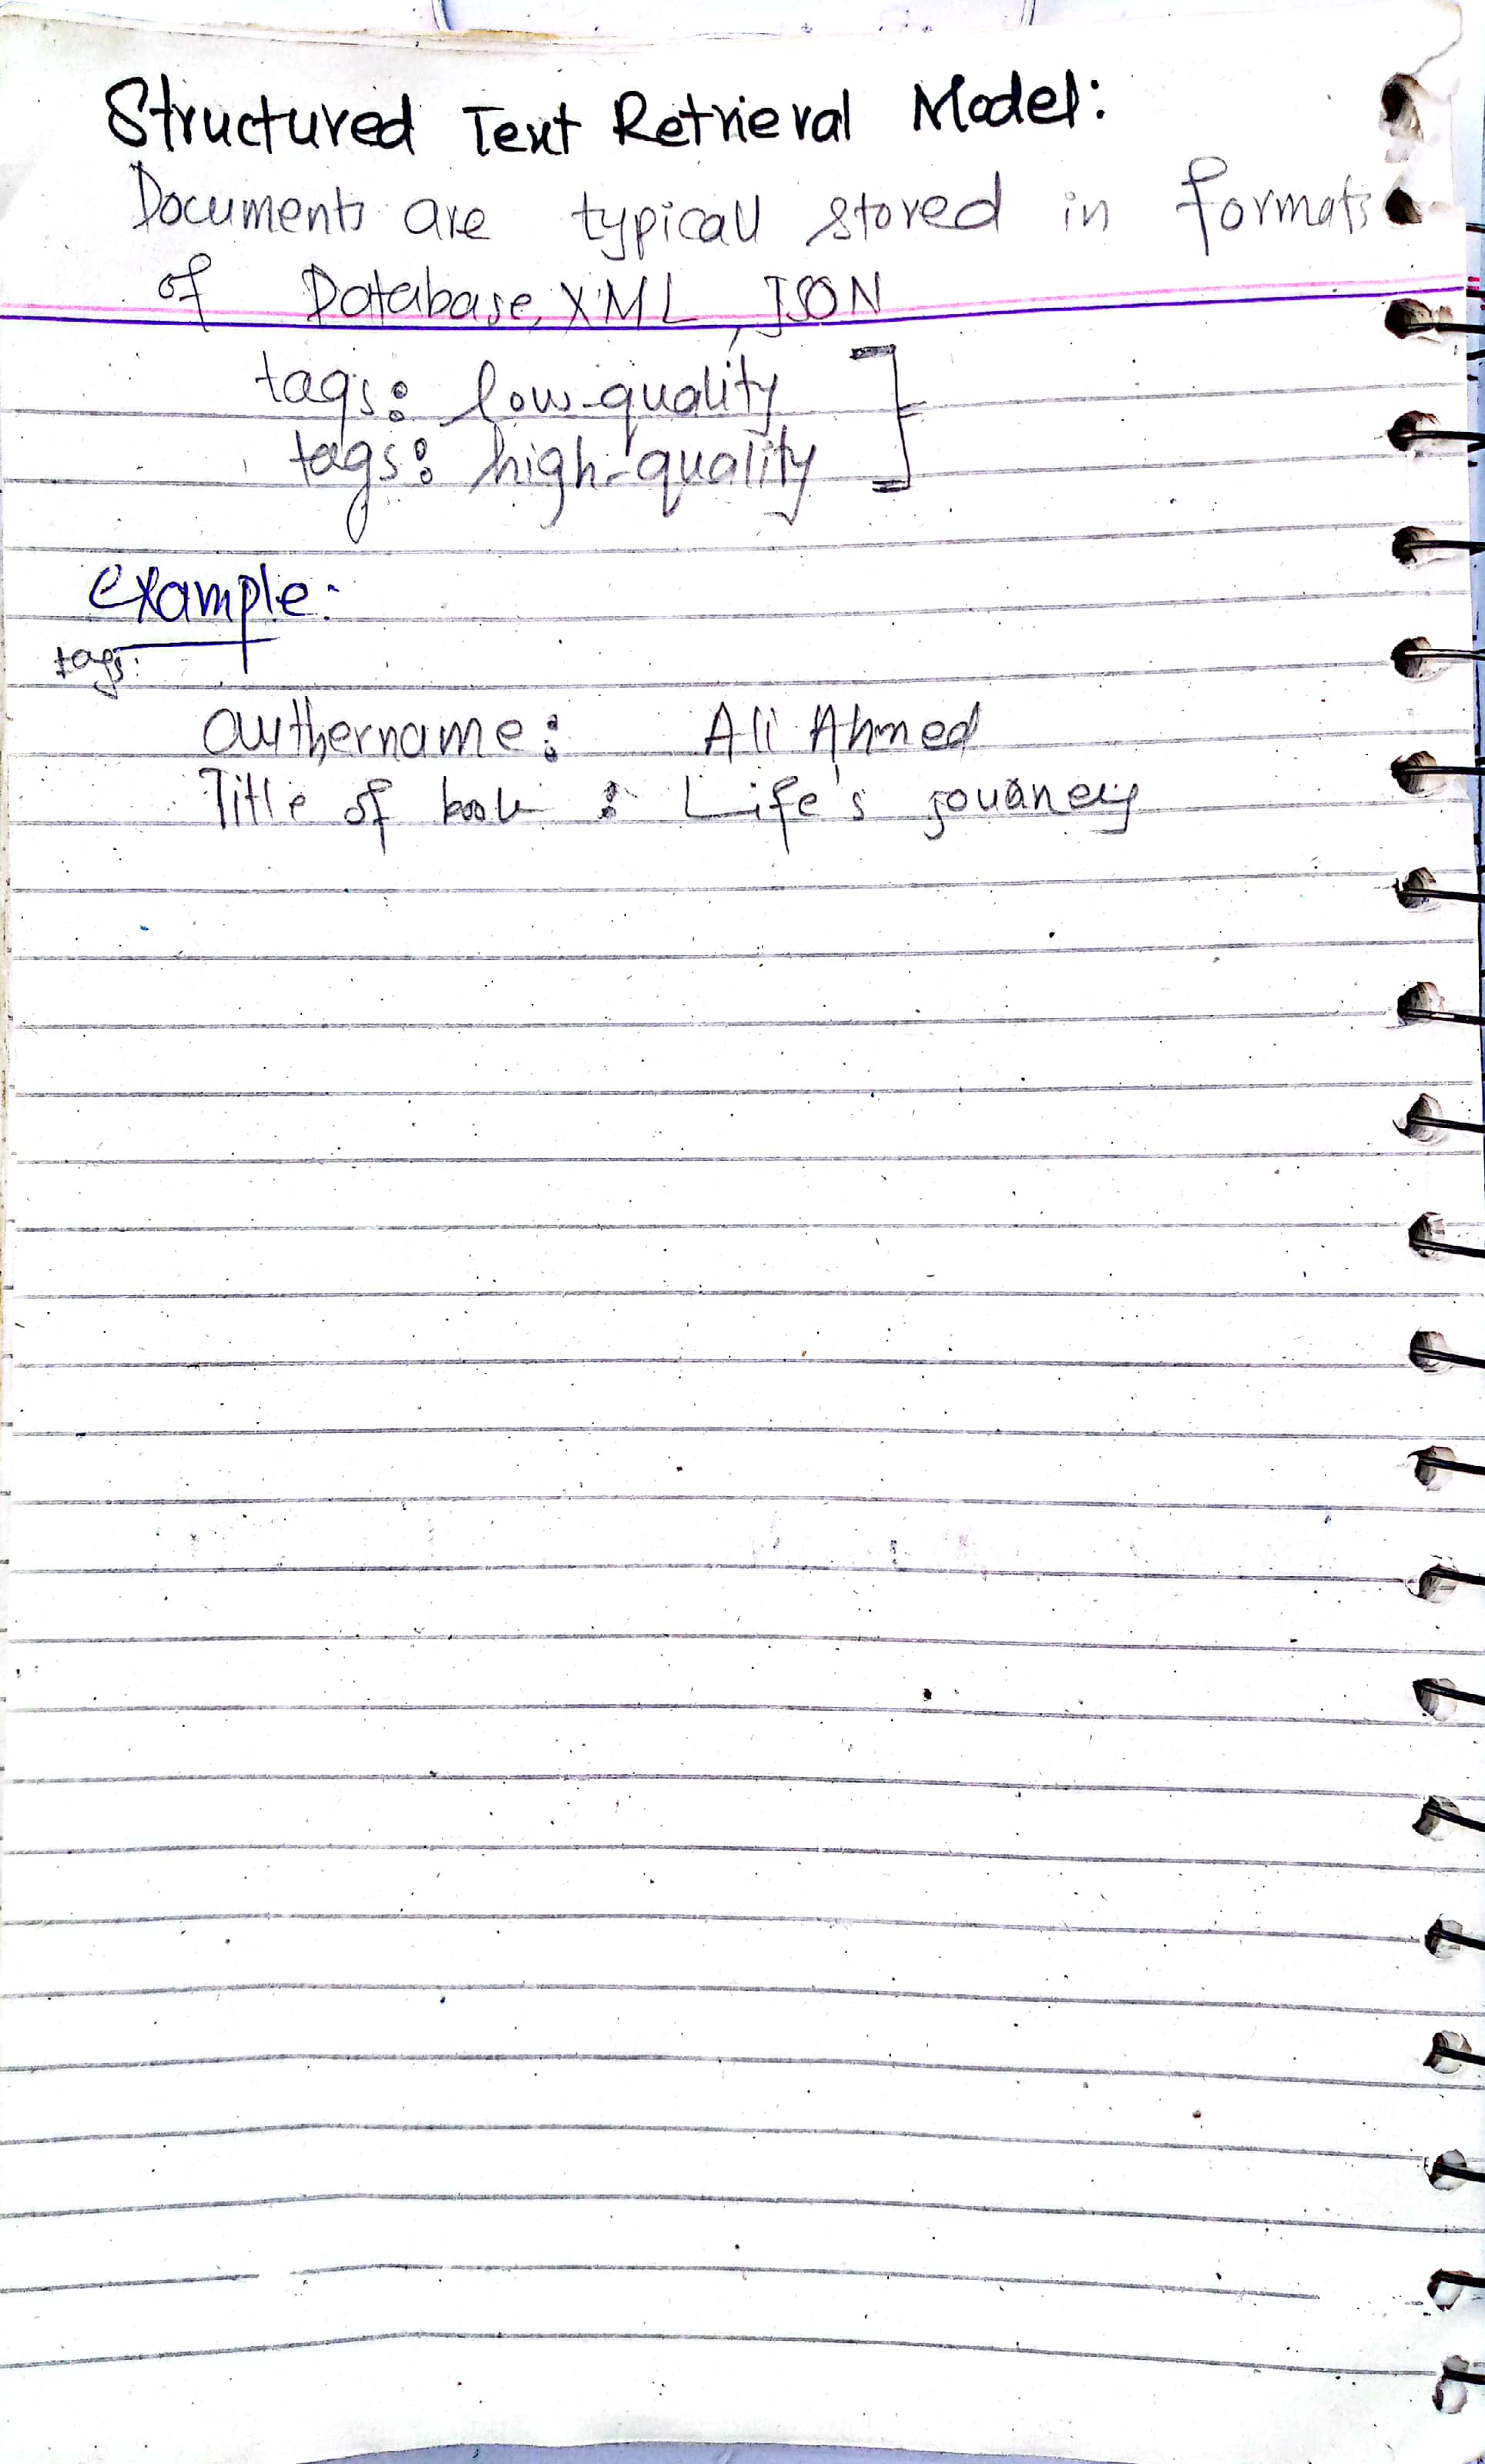 Structured Text Retrieval Model:
Documents are typicall stored in formats
of Database, XML, JSON
tags: low-quality
tags: high-quality
example:
tags:
authername: Ali Ahmed
Title of book : Life's jouaney